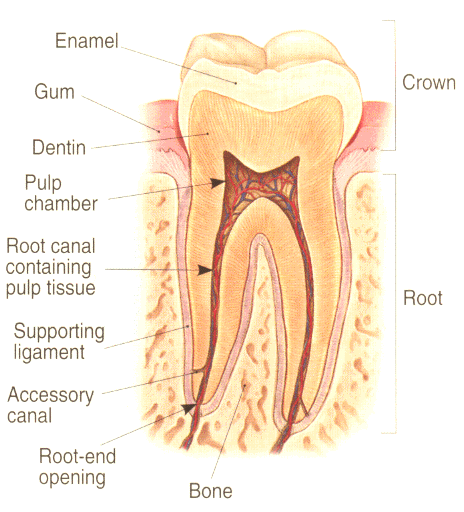 Enamel
Gum
Crown
Dentin
Pulp
chamber
Root canal
containing
pulp tissue
Root
Supporting
ligament
Accessory
canal
Root-end
opening
Bone